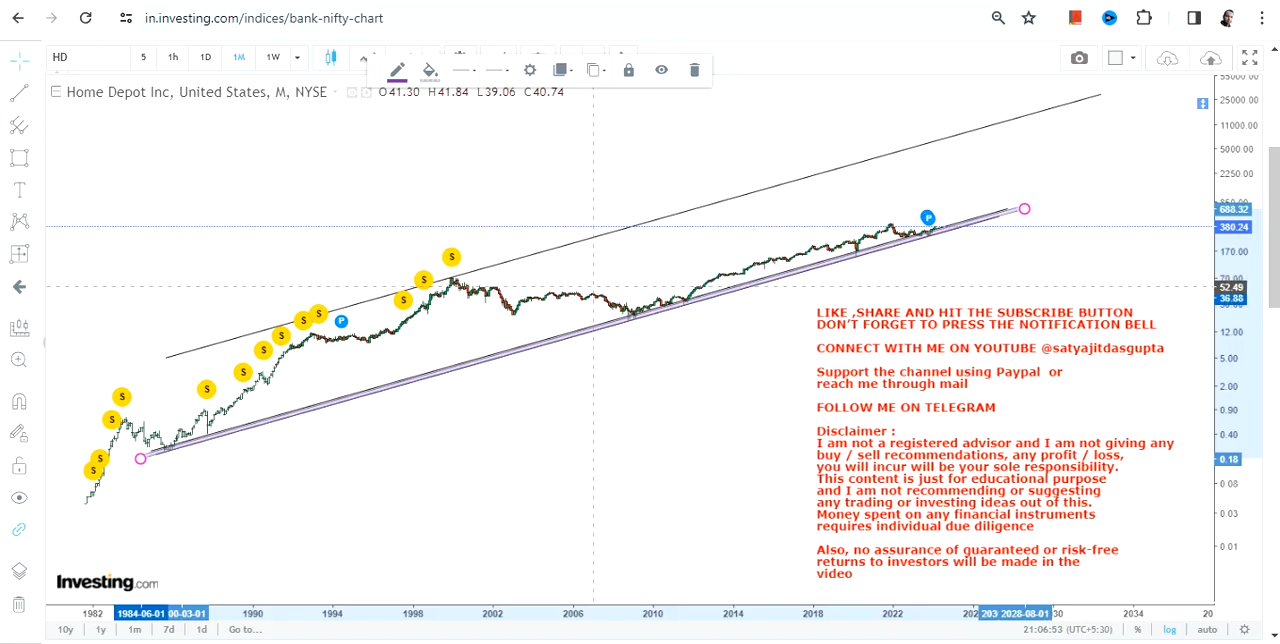 in.investing.com/indices/bank-nifty-chart
HD 5 1h 1D 1M 1W
Home Depot Inc, United States, M, NYSE O41.30 H41.84 L39.06 C40.74
25000.00
11000.00
5000.00
2250.00
688.32
380.24
170.00
70.00
52.49
36.88
12.00
5.00
2.00
0.90
0.40
0.18
0.08
0.03
0.01
S
S
S
S
S
S
S
S
S
S
S
S
S
S
P
P
LIKE ,SHARE AND HIT THE SUBSCRIBE BUTTON
DON'T FORGET TO PRESS THE NOTIFICATION BELL
CONNECT WITH ME ON YOUTUBE @satyajitdasgupta
Support the channel using Paypal or
reach me through mail
FOLLOW ME ON TELEGRAM
Disclaimer :
I am not a registered advisor and I am not giving any
buy / sell recommendations, any profit / loss,
you will incur will be your sole responsibility.
This content is just for educational purpose
and I am not recommending or suggesting
any trading or investing ideas out of this.
Money spent on any financial instruments
requires individual due diligence
Also, no assurance of guaranteed or risk-free
returns to investors will be made in the
video
Investing.com
1982 1984-06-01 00-03-01 1990 1994 1998 2002 2006 2010 2014 2018 2022 2028-08-01 30 2034 20
10y 1y 1m 7d 1d Go to... 21:06:53 (UTC+5:30) % log auto